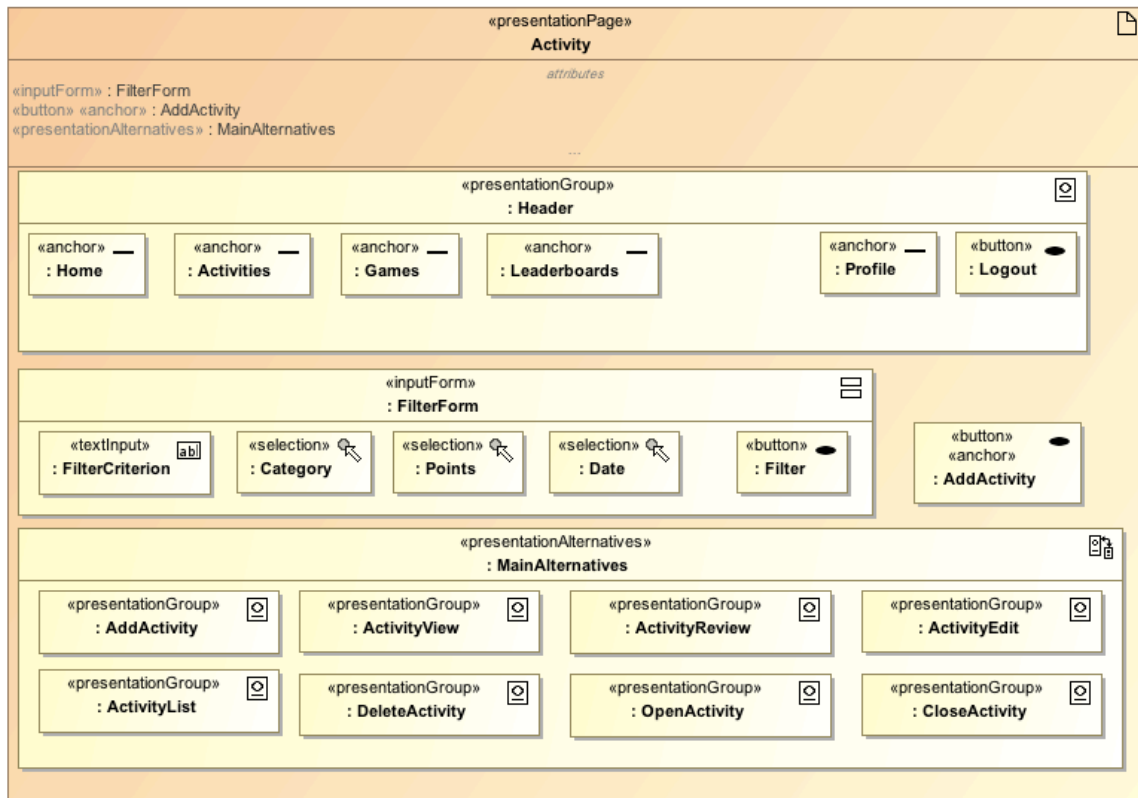 «presentationPage»
Activity
attributes
«inputForm» : FilterForm
«button» «anchor» : AddActivity
«presentationAlternatives» : MainAlternatives
...
«presentationGroup»
: Header
«anchor»
: Home
«anchor»
: Activities
«anchor»
: Games
«anchor»
: Leaderboards
«anchor»
: Profile
«button»
: Logout
«inputForm»
: FilterForm
«textInput»
: FilterCriterion
ab
«selection»
: Category
«selection»
: Points
«selection»
: Date
«button»
: Filter
«button»
«anchor»
: AddActivity
«presentationAlternatives»
: MainAlternatives
«presentationGroup»
: AddActivity
«presentationGroup»
: ActivityView
«presentationGroup»
: ActivityReview
«presentationGroup»
: ActivityEdit
«presentationGroup»
: ActivityList
«presentationGroup»
: DeleteActivity
«presentationGroup»
: OpenActivity
«presentationGroup»
: CloseActivity